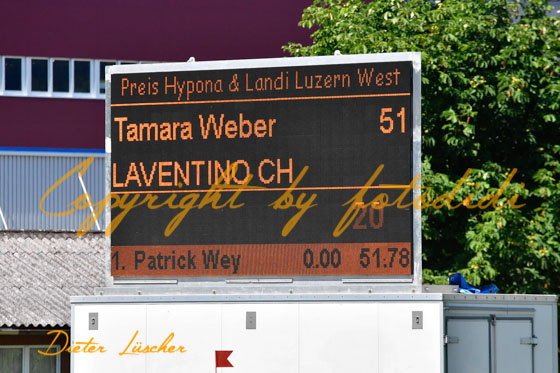 Preis Hypona & Landi Luzern West
Tamara Weber 51
LAVENTINO CH
Copyright by fotodidi
20
1. Patrick Wey 0.00 51.78
Dieter Lüscher